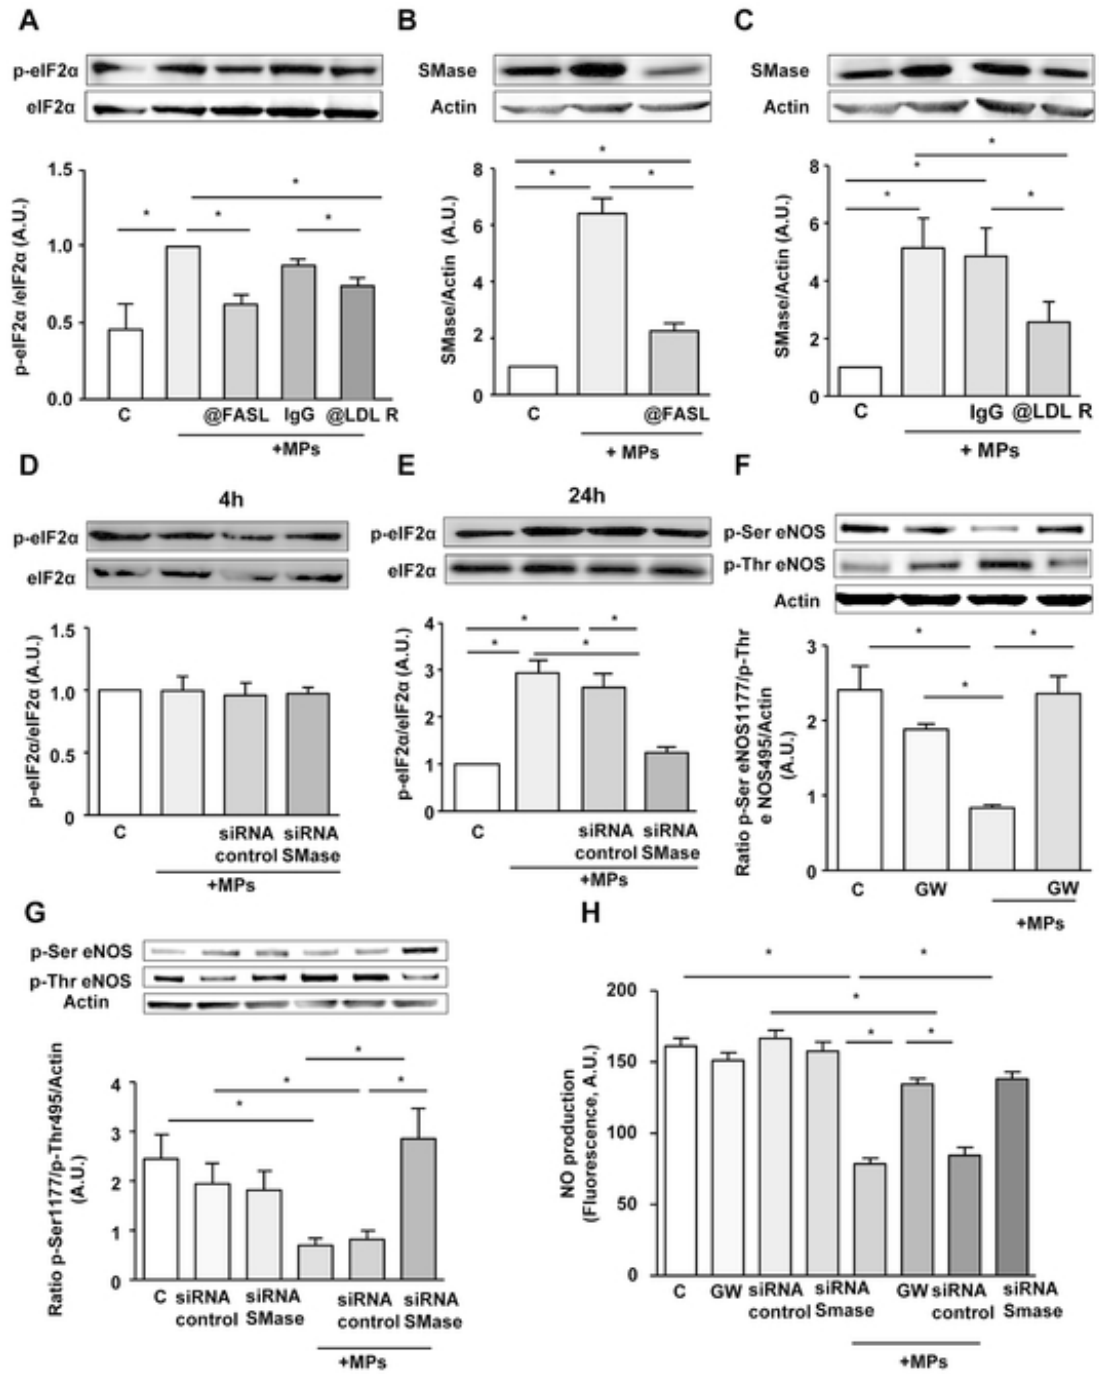 A
p-eIF2α
eIF2α
p-eIF2α /eIF2α (A.U.)
1.5
1.0
0.5
0.0
*
*
*
*
C
@FASL
IgG
@LDL R
+MPs
B
SMase
Actin
SMase/Actin (A.U.)
8
6
4
2
0
*
*
*
C
@FASL
+ MPs
C
SMase
Actin
SMase/Actin (A.U.)
8
6
4
2
0
*
*
*
*
C
IgG
@LDL R
+ MPs
D
4h
p-eIF2α
eIF2α
p-eIF2α/eIF2α (A.U.)
1.5
1.0
0.5
0
C
siRNA siRNA
control SMase
+MPs
E
24h
p-eIF2α
eIF2α
p-eIF2α/eIF2α (A.U.)
4
3
2
1
0
*
*
*
*
C
siRNA siRNA
control SMase
+MPs
F
p-Ser eNOS
p-Thr eNOS
Actin
Ratio p-Ser eNOS1177/p-Thr
e NOS495/Actin
(A.U.)
3
2
1
0
*
*
*
C
GW
GW
+MPs
G
p-Ser eNOS
p-Thr eNOS
Actin
Ratio p-Ser1177/p-Thr495/Actin
(A.U.)
4
3
2
1
0
*
*
*
*
C siRNA siRNA siRNA siRNA
control SMase control SMase
+MPs
H
NO production
(Fluorescence, A.U.)
200
150
100
50
0
*
*
*
*
*
C GW siRNA siRNA GW siRNA siRNA
control Smase control Smase
+MPs